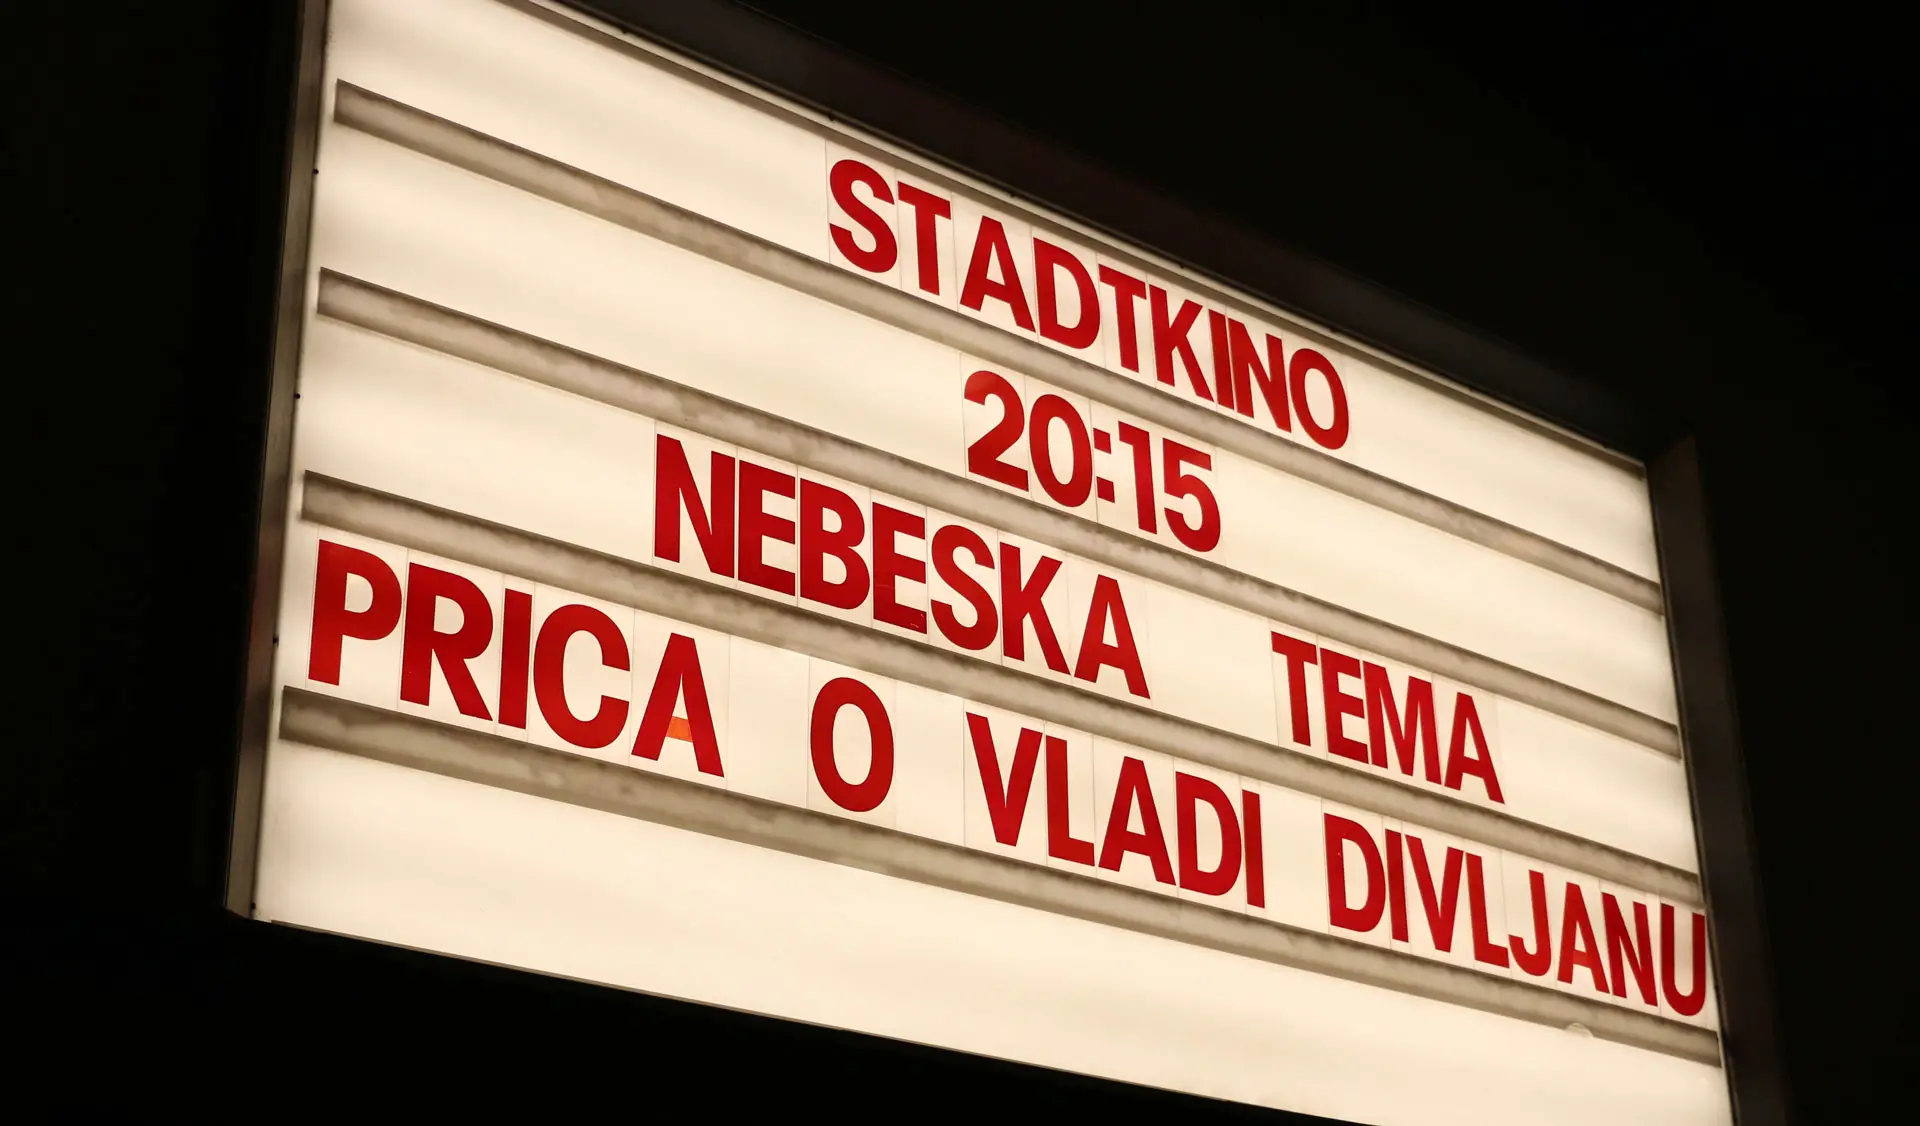 STADTKINO
20:15
NEBESKA TEMA
PRICA O VLADI DIVLJANU